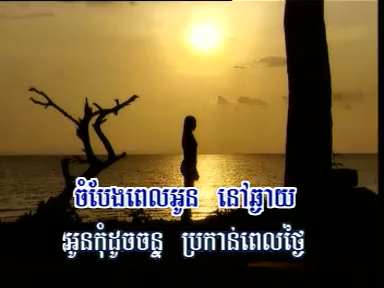 ចំបែងពេលអូន នៅឆ្ងាយ
អូនកុំដូចចន្ទ ប្រកាន់ពេលថ្ងៃ